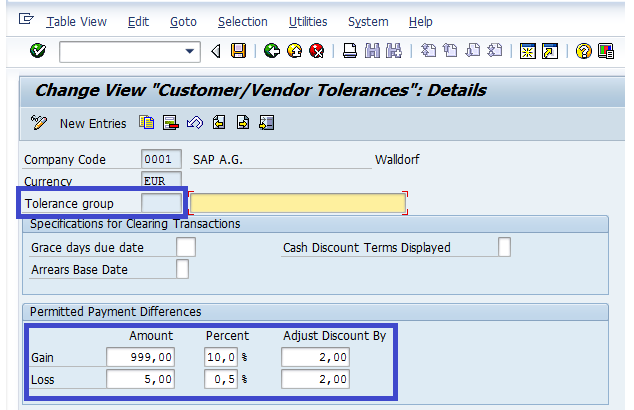 Table View Edit Goto Selection Utilities System Help
Change View "Customer/Vendor Tolerances": Details
New Entries
Company Code 0001 SAP A.G. Walldorf
Currency EUR
Tolerance group
Specifications for Clearing Transactions
Grace days due date Cash Discount Terms Displayed
Arrears Base Date
Permitted Payment Differences
Amount Percent Adjust Discount By
Gain 999,00 10,0 % 2,00
Loss 5,00 0,5 % 2,00